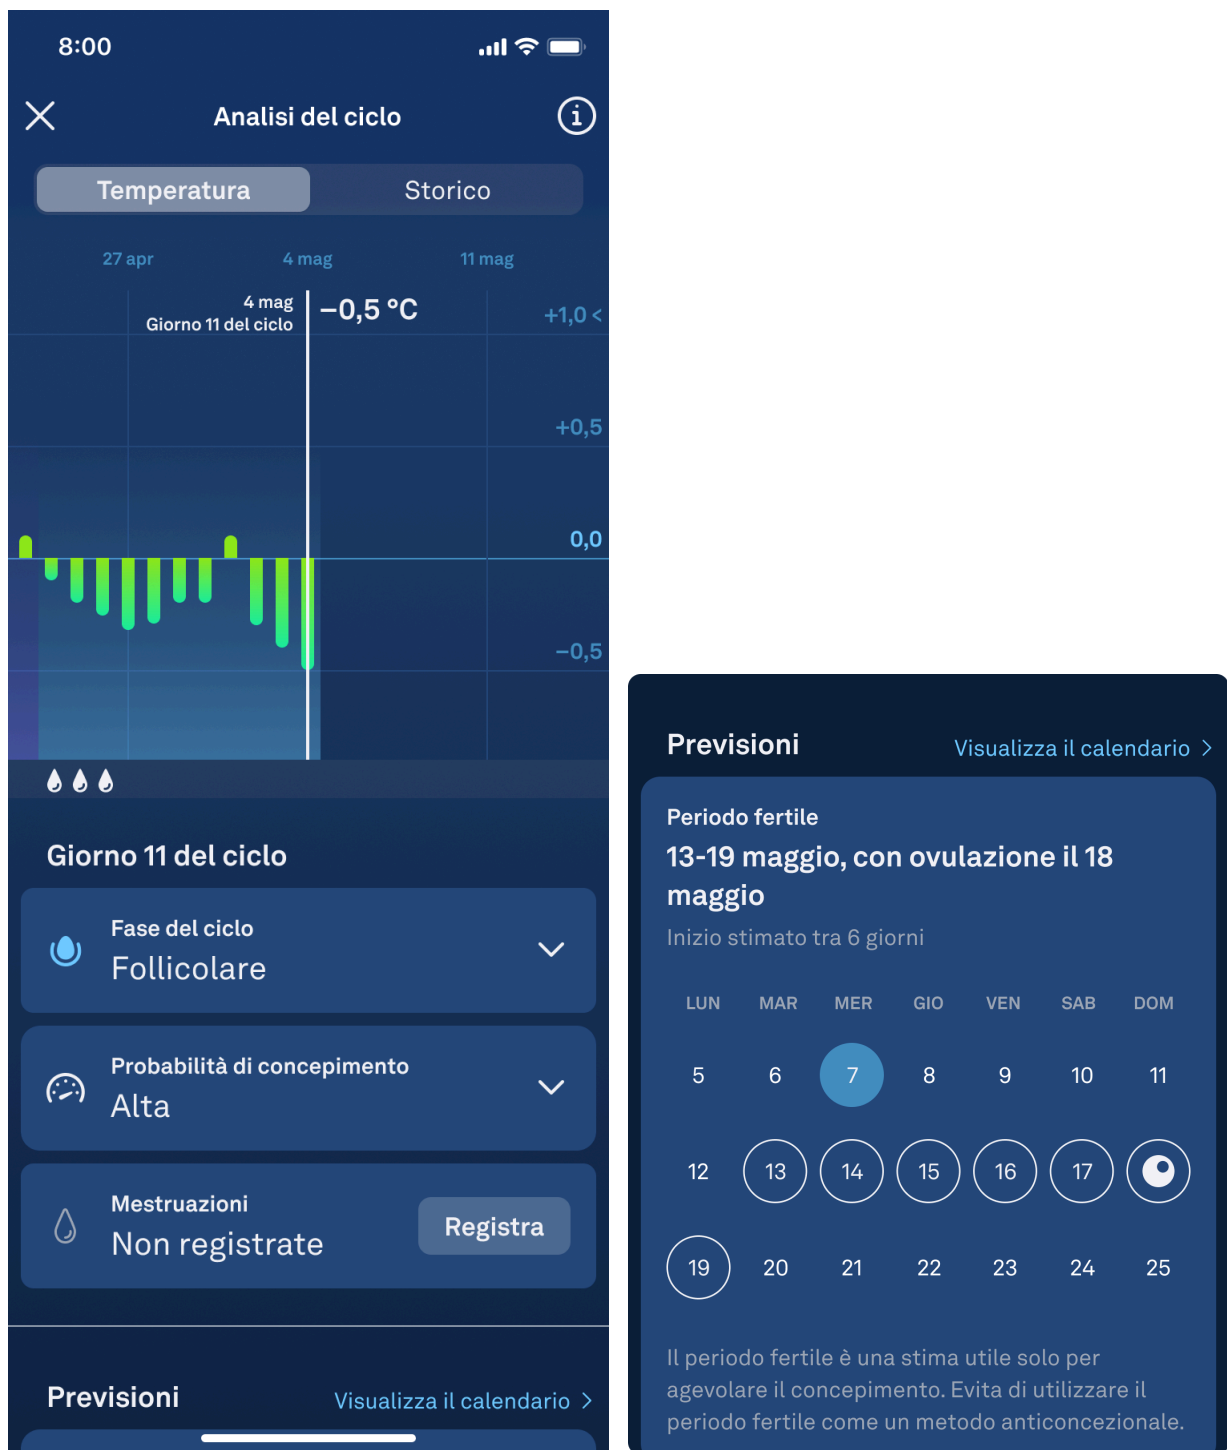 8:00
Analisi del ciclo
Temperatura
Storico
27 apr
4 mag
11 mag
4 mag
Giorno 11 del ciclo
−0,5 °C
+1,0 <
+0,5
0,0
−0,5
Giorno 11 del ciclo
Fase del ciclo
Follicolare
Probabilità di concepimento
Alta
Mestruazioni
Non registrate
Registra
Previsioni
Visualizza il calendario >
Previsioni
Visualizza il calendario >
Periodo fertile
13-19 maggio, con ovulazione il 18
maggio
Inizio stimato tra 6 giorni
LUN MAR MER GIO VEN SAB DOM
5 6 7 8 9 10 11
12 13 14 15 16 17
19 20 21 22 23 24 25
Il periodo fertile è una stima utile solo per
agevolare il concepimento. Evita di utilizzare il
periodo fertile come un metodo anticoncezionale.